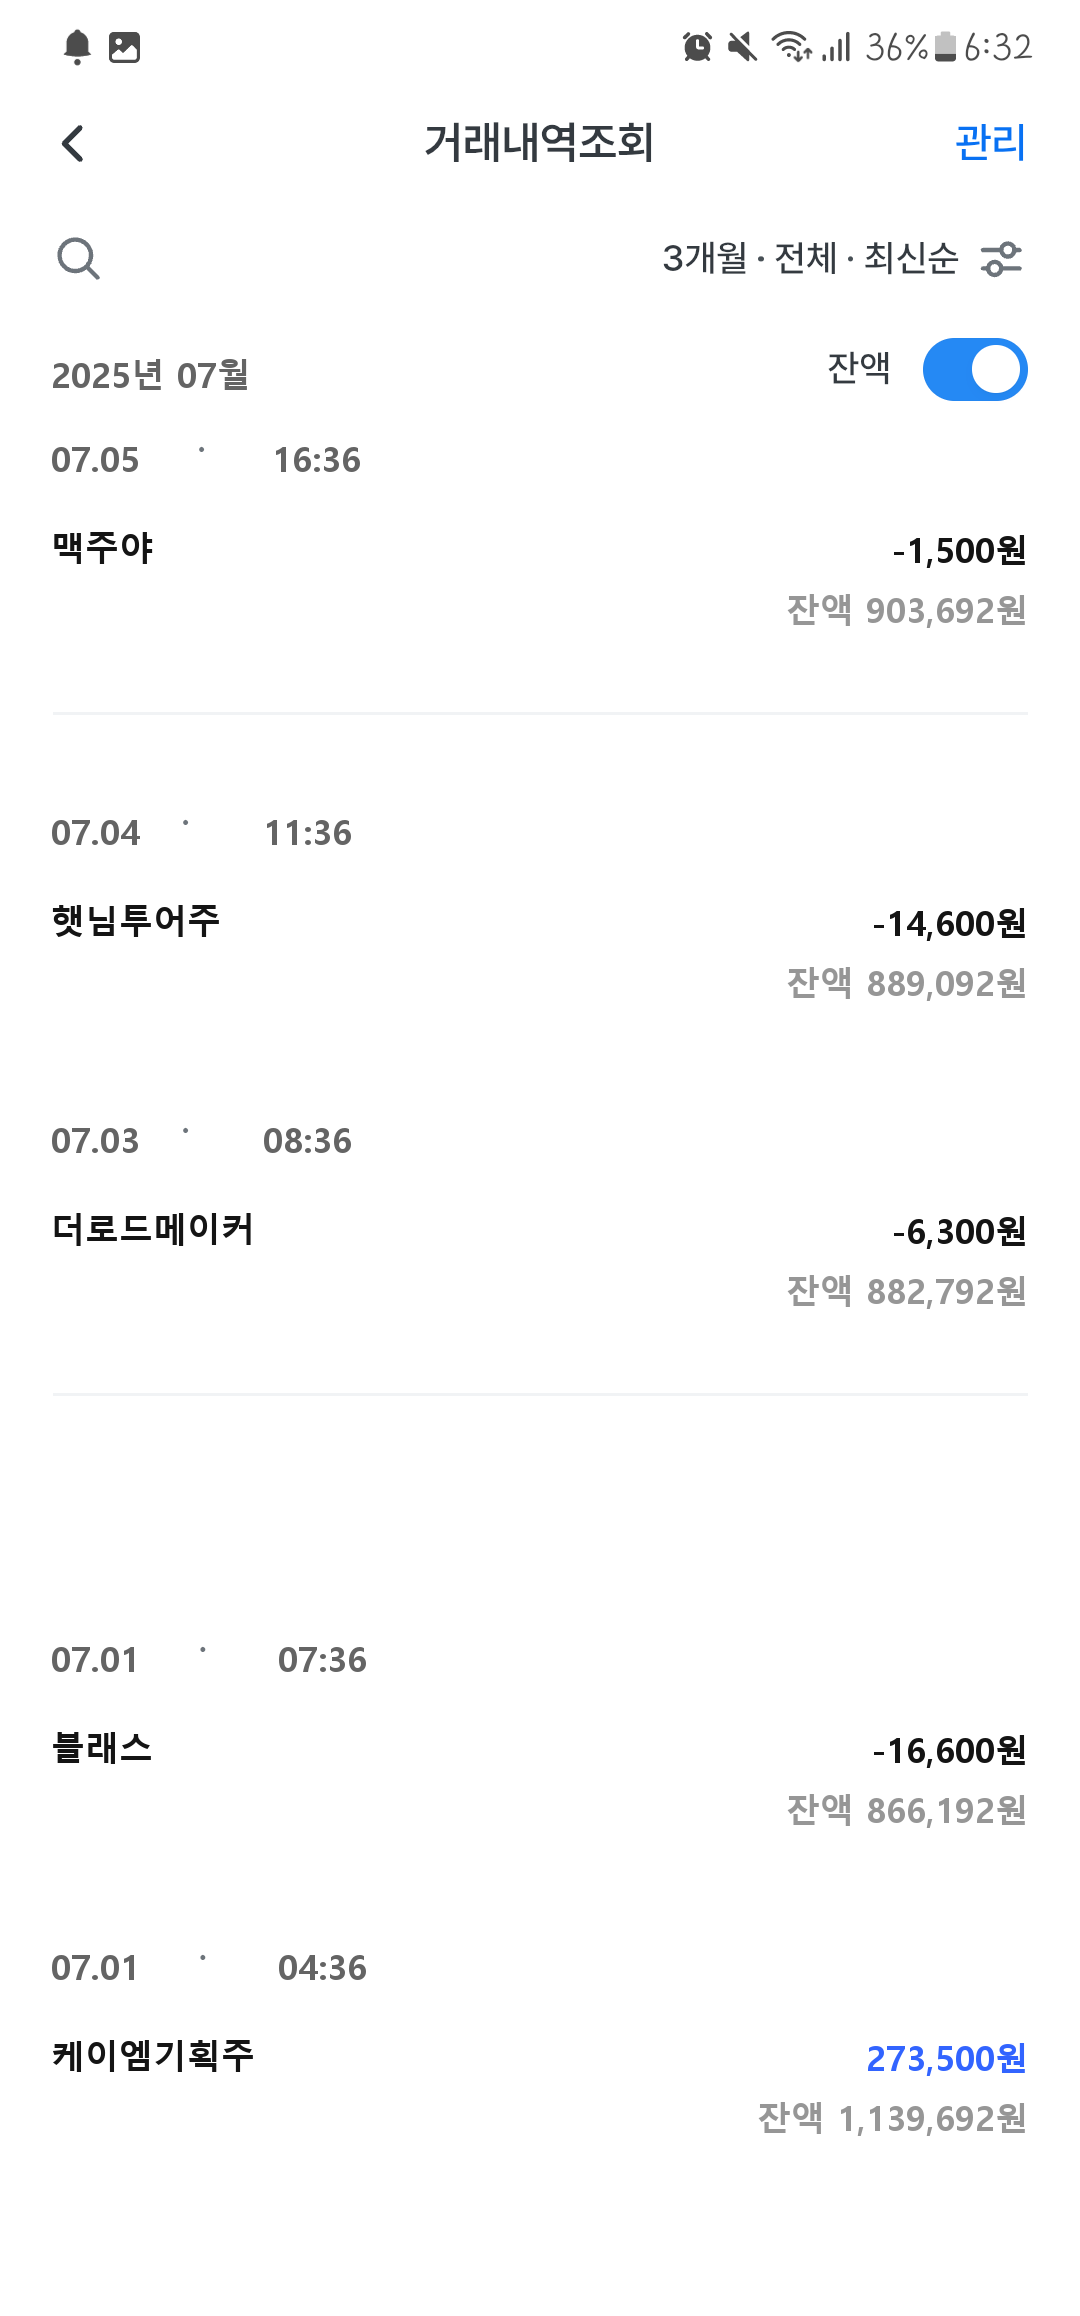 36% 6:32
거래내역조회 관리
3개월 · 전체 · 최신순
2025년 07월 잔액
07.05 · 16:36
맥주야 -1,500원
잔액 903,692원
07.04 · 11:36
햇님투어주 -14,600원
잔액 889,092원
07.03 · 08:36
더로드메이커 -6,300원
잔액 882,792원
07.01 · 07:36
블래스 -16,600원
잔액 866,192원
07.01 · 04:36
케이엠기획주 273,500원
잔액 1,139,692원